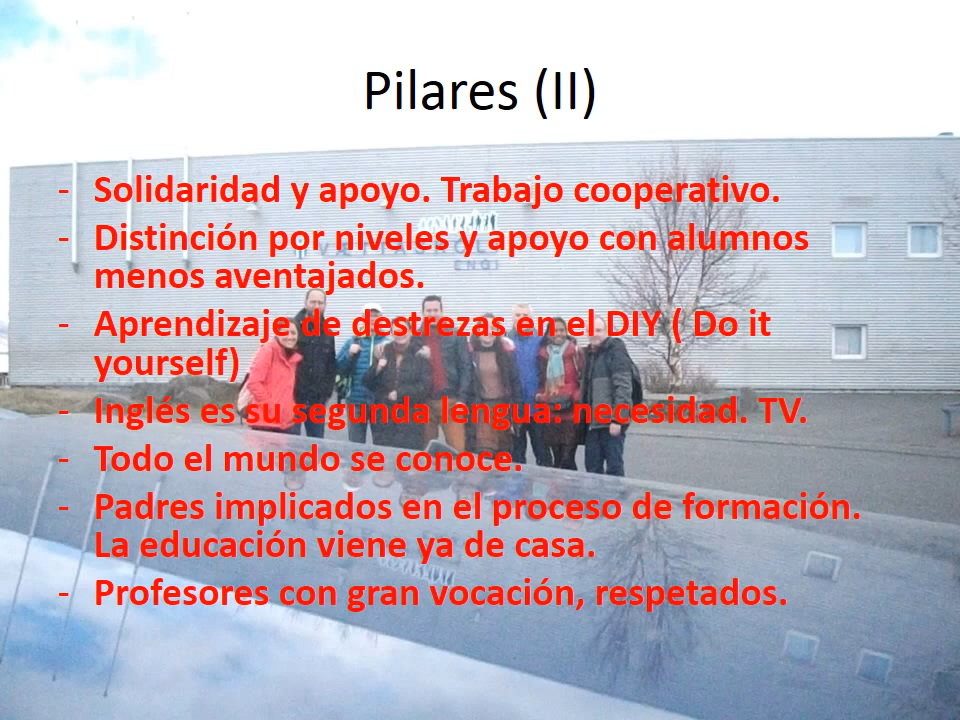 Pilares (II)
- Solidaridad y apoyo. Trabajo cooperativo.
- Distinción por niveles y apoyo con alumnos
menos aventajados.
- Aprendizaje de destrezas en el DIY ( Do it
yourself)
- Inglés es su segunda lengua: necesidad. TV.
- Todo el mundo se conoce.
- Padres implicados en el proceso de formación.
La educación viene ya de casa.
- Profesores con gran vocación, respetados.